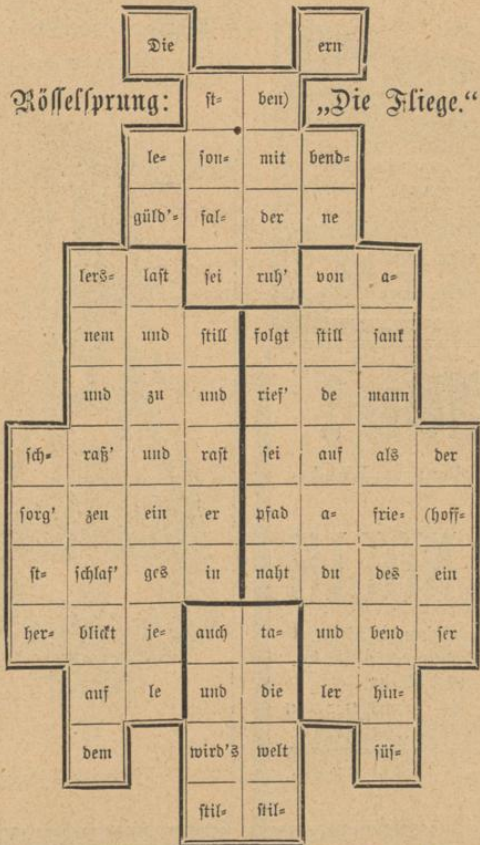 Die ern
Rösselsprung: st= ben) „Die Fliege.“
le= son= mit bend=
güld'= fal= der ne
lers= last sei ruh' von a=
nem und still folgt still sank
und zu und rief' de mann
sch= raß' und rast sei auf als der
sorg' zen ein er pfad a= frie= (hoff=
st= schlaf' ges in naht du des ein
her= blickt je= auch ta= und bend ser
auf le und die ler hin=
dem wird's welt süs=
stil= stil=